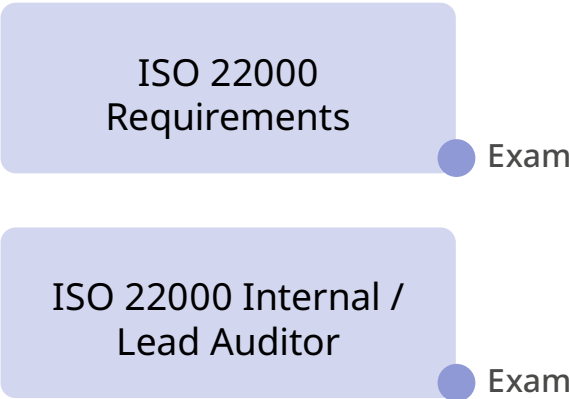 ISO 22000
Requirements
Exam
ISO 22000 Internal /
Lead Auditor
Exam